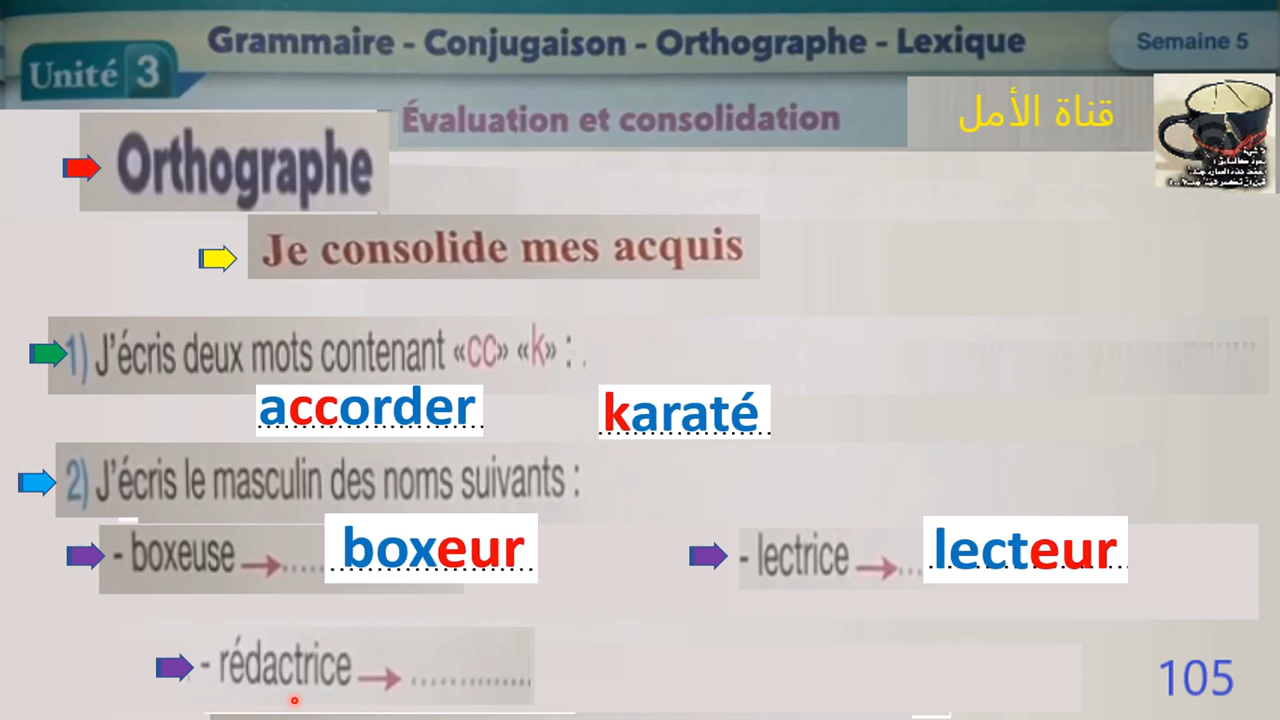 Grammaire - Conjugaison - Orthographe - Lexique
Semaine 5
Unité 3
Évaluation et consolidation
قناة الأمل
Orthographe
Je consolide mes acquis
1) J'écris deux mots contenant «cc» «k» :
accorder karaté
2) J'écris le masculin des noms suivants :
- boxeuse → ..... boxeur
- lectrice → ... lecteur
- rédactrice → ..............
105